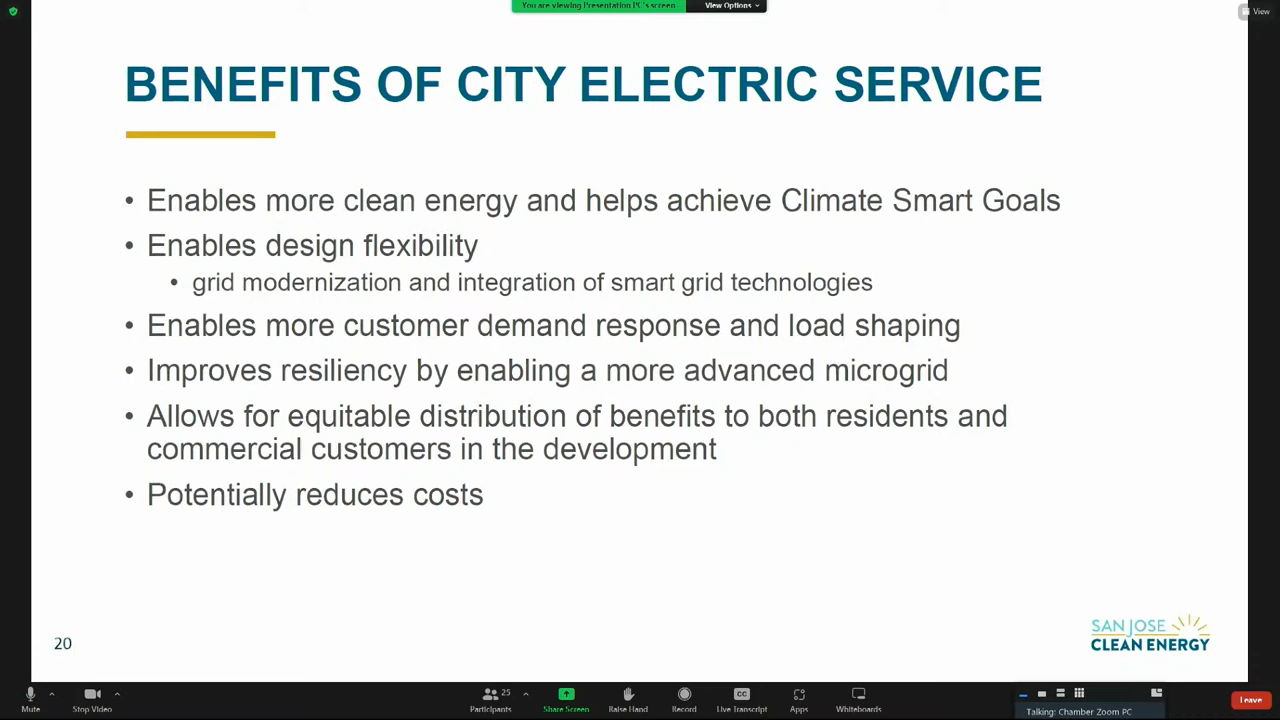 You are viewing Presentation PC's screen
View Options
View
BENEFITS OF CITY ELECTRIC SERVICE
• Enables more clean energy and helps achieve Climate Smart Goals
• Enables design flexibility
• grid modernization and integration of smart grid technologies
• Enables more customer demand response and load shaping
• Improves resiliency by enabling a more advanced microgrid
• Allows for equitable distribution of benefits to both residents and
commercial customers in the development
• Potentially reduces costs
20
SAN JOSE
CLEAN ENERGY
Mute
Stop Video
25
Participants
Share Screen
Raise Hand
Record
CC
Live Transcript
Apps
Whiteboards
Talking: Chamber Zoom PC
Leave